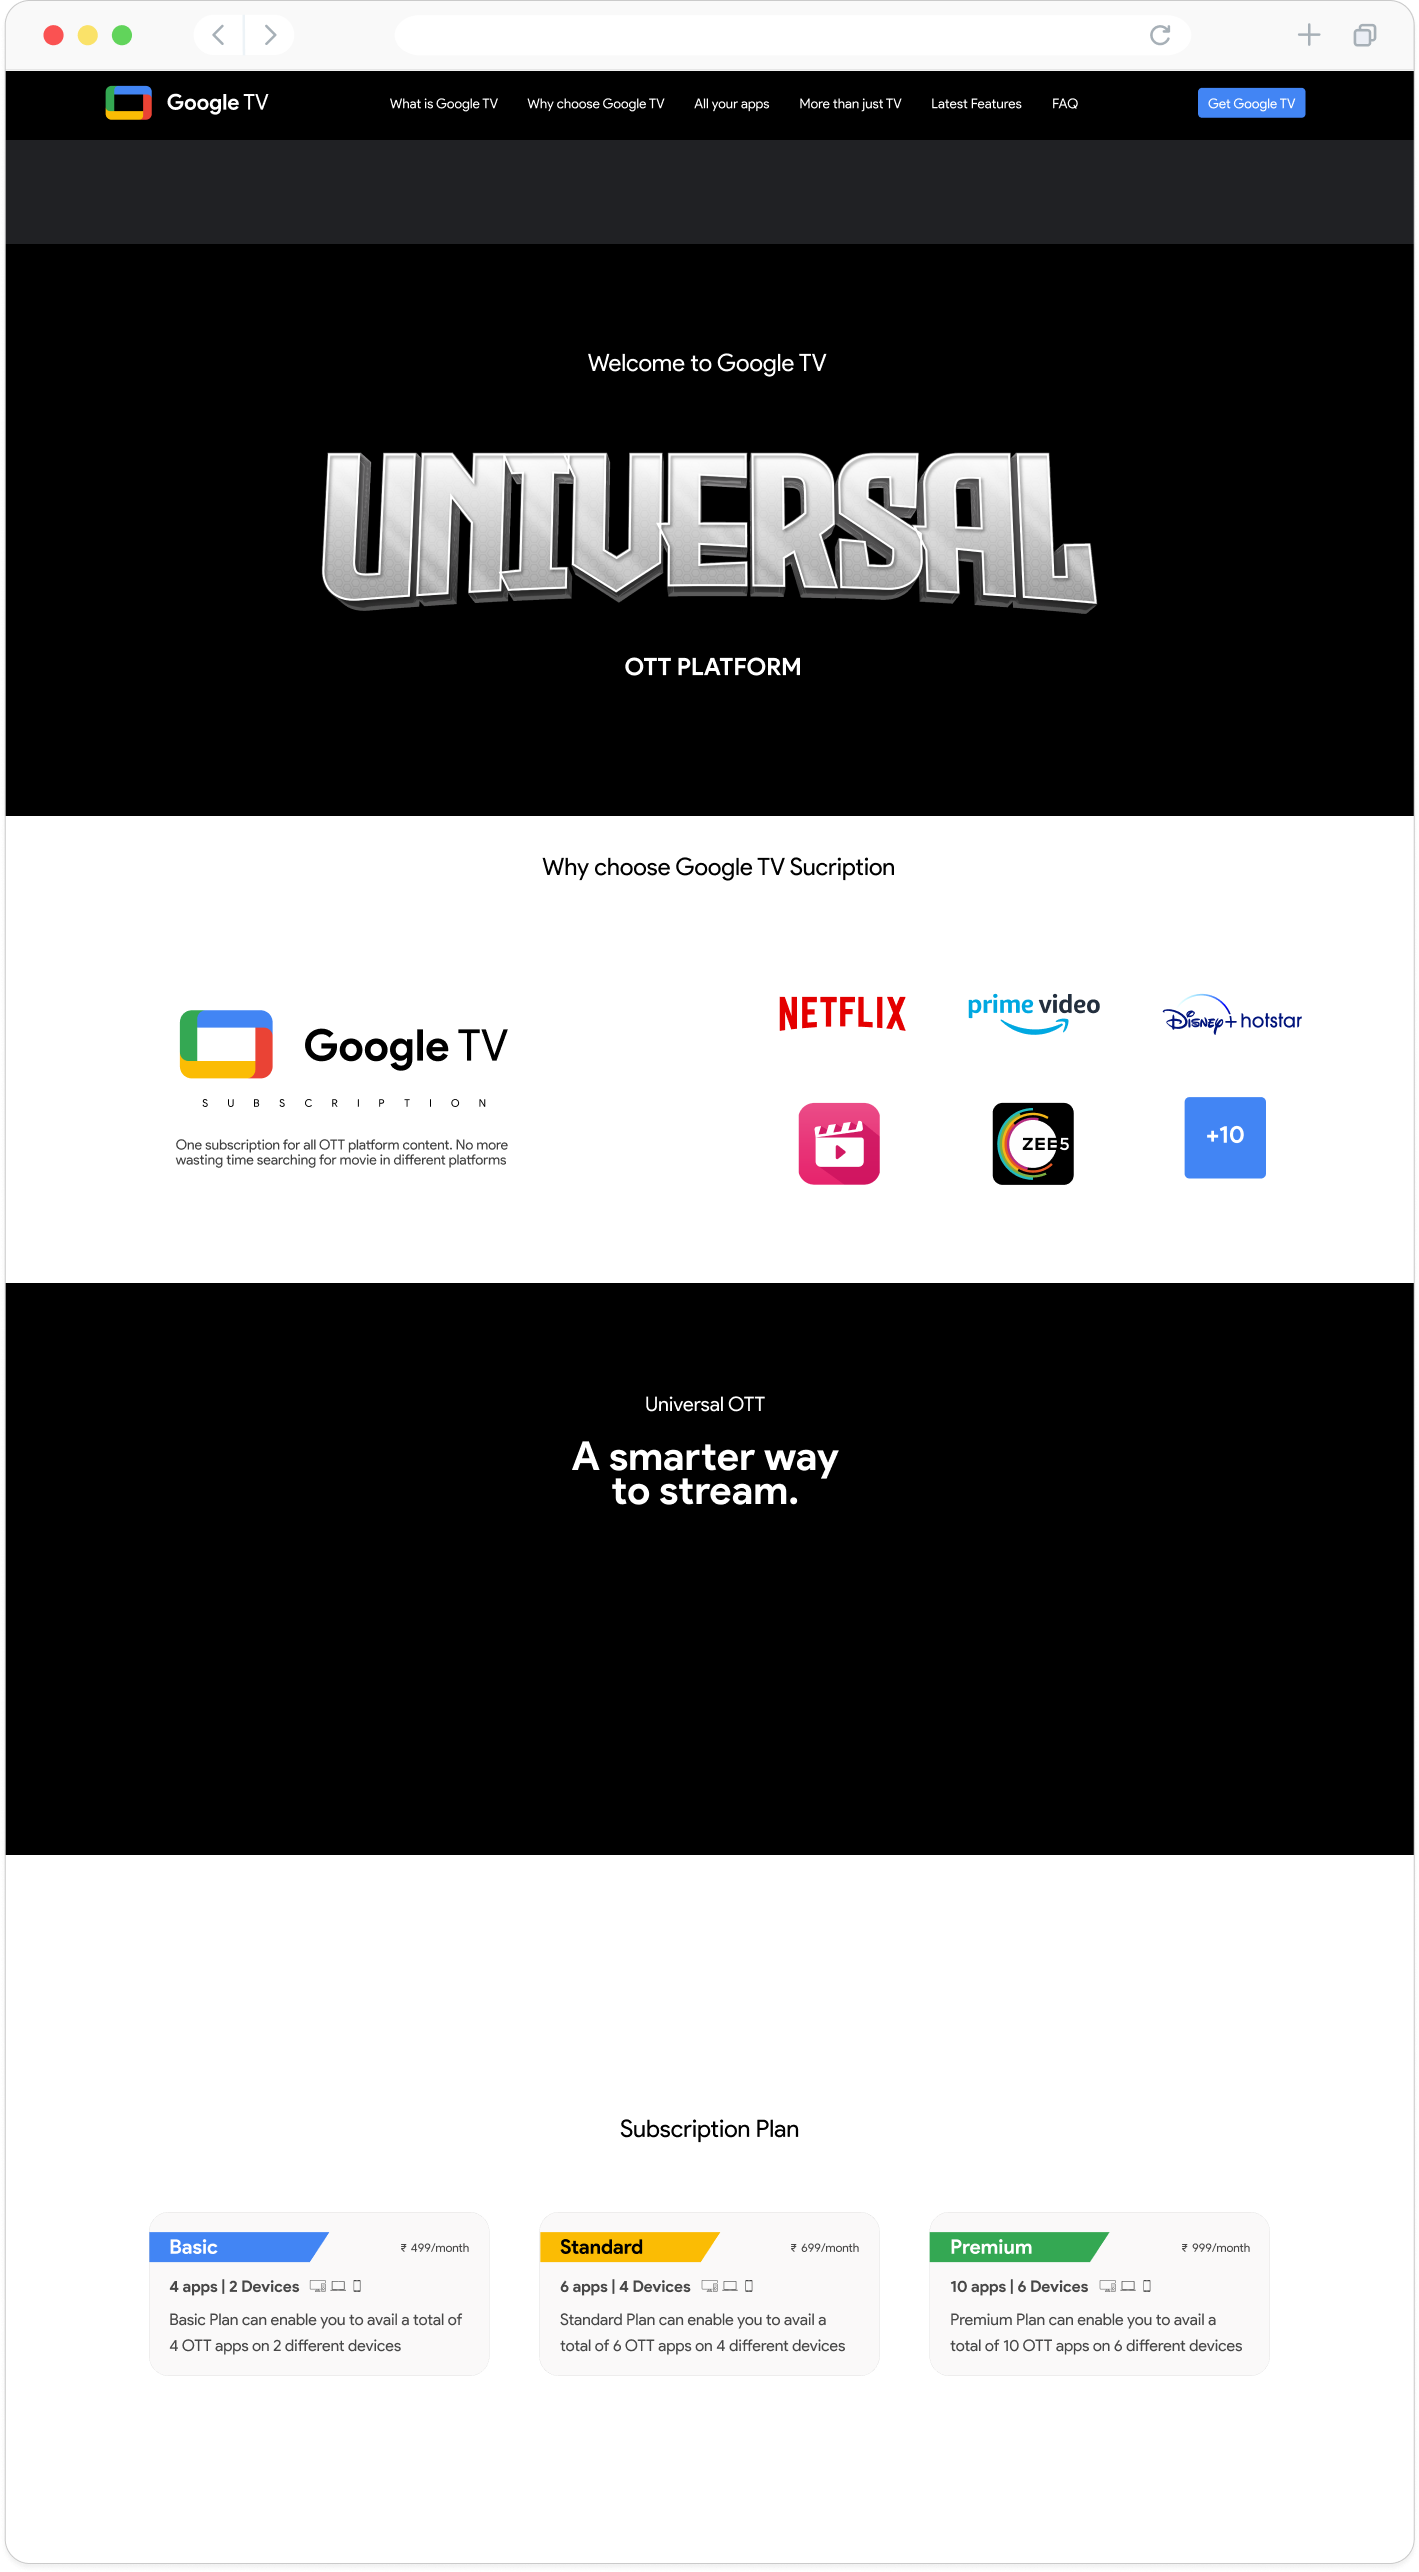 Google TV
What is Google TV
Why choose Google TV
All your apps
More than just TV
Latest Features
FAQ
Get Google TV
Welcome to Google TV
UNIVERSAL
OTT PLATFORM
Why choose Google TV Sucription
Google TV
SUBSCRIPTION
One subscription for all OTT platform content. No more
wasting time searching for movie in different platforms
NETFLIX
prime video
Disney+ hotstar
ZEE5
+10
Universal OTT
A smarter way
to stream.
Subscription Plan
Basic
₹ 499/month
4 apps | 2 Devices
Basic Plan can enable you to avail a total of
4 OTT apps on 2 different devices
Standard
₹ 699/month
6 apps | 4 Devices
Standard Plan can enable you to avail a
total of 6 OTT apps on 4 different devices
Premium
₹ 999/month
10 apps | 6 Devices
Premium Plan can enable you to avail a
total of 10 OTT apps on 6 different devices